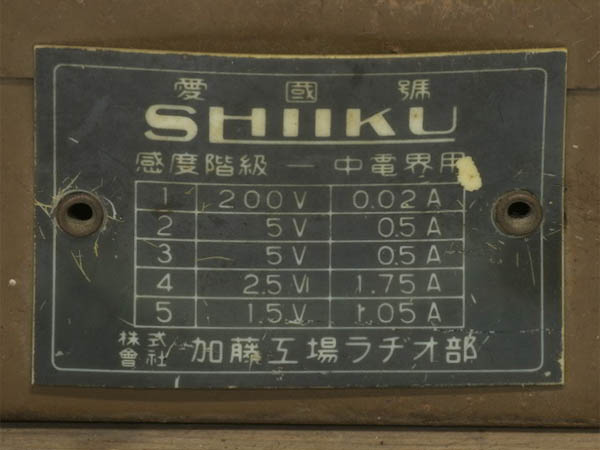 愛國號
SHIIKU
感度階級 — 中電界用
1 200V 0.02A
2 5V 0.5A
3 5V 0.5A
4 2.5V 1.75A
5 1.5V 1.05A
株式會社 加藤工場ラヂオ部